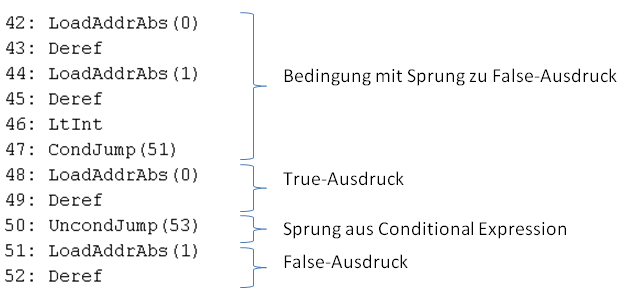 42: LoadAddrAbs(0)
43: Deref
44: LoadAddrAbs(1)
45: Deref
46: LtInt
47: CondJump(51)
48: LoadAddrAbs(0)
49: Deref
50: UncondJump(53)
51: LoadAddrAbs(1)
52: Deref
Bedingung mit Sprung zu False-Ausdruck
True-Ausdruck
Sprung aus Conditional Expression
False-Ausdruck